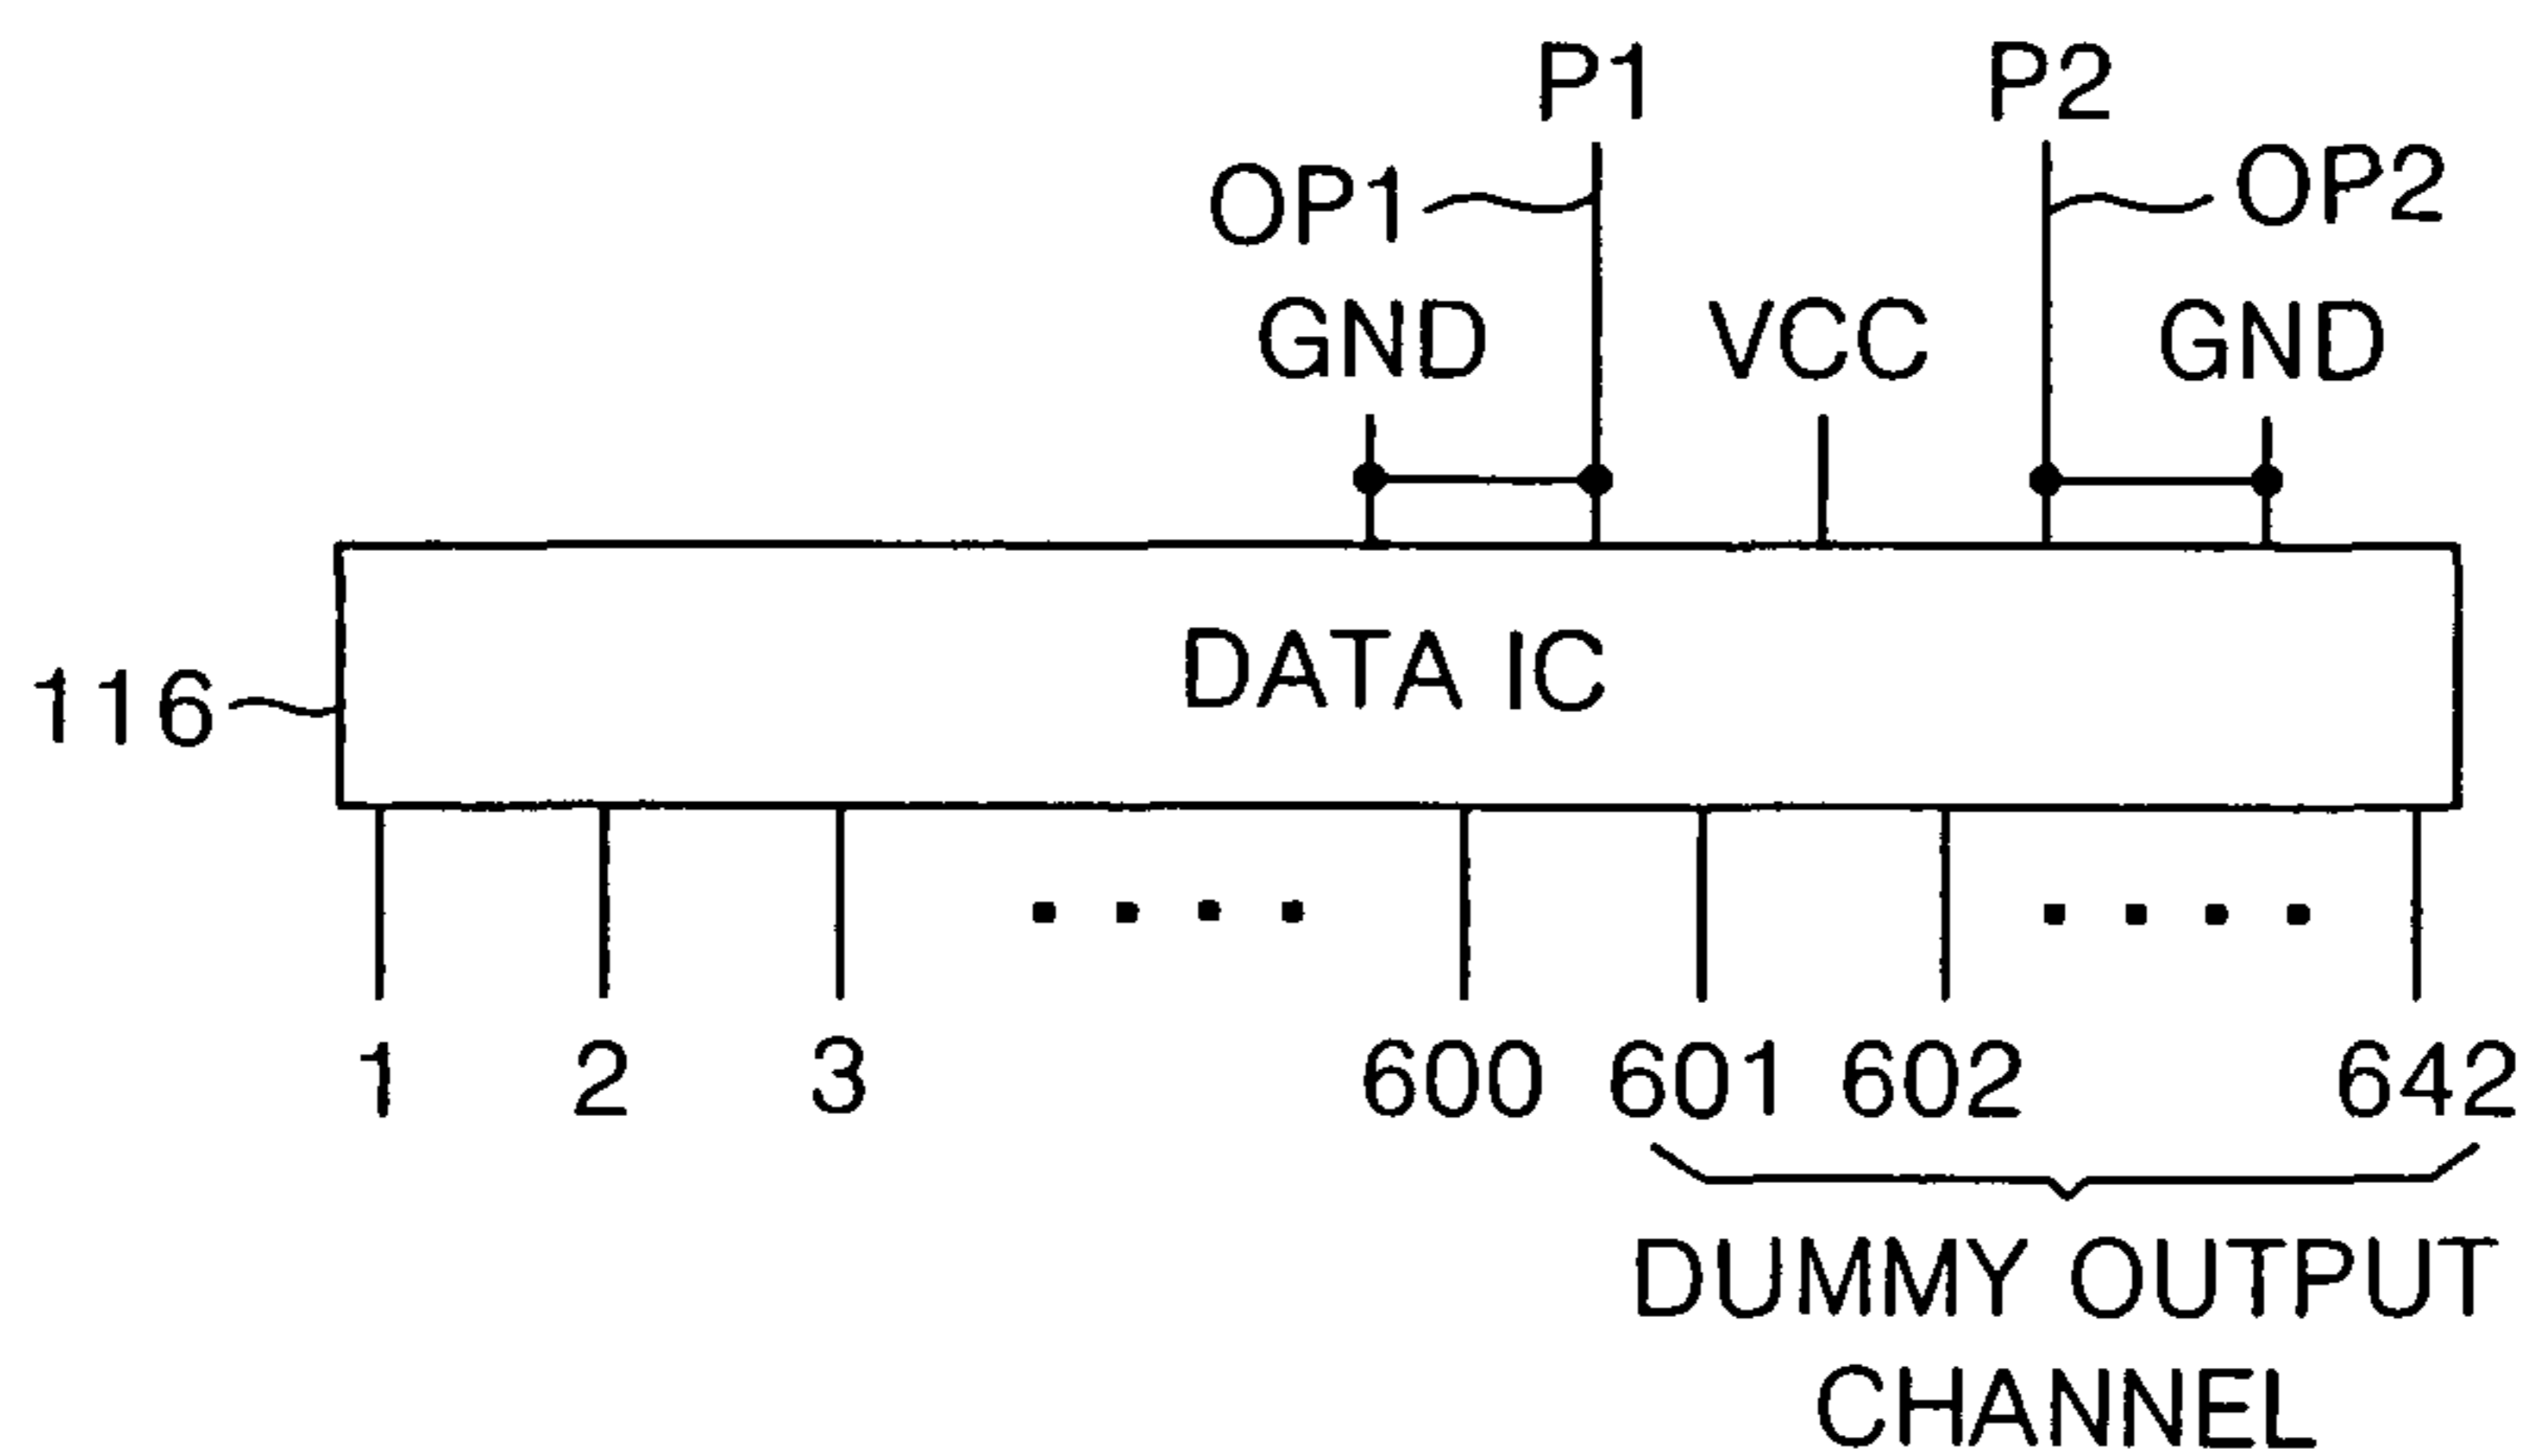 P1 P2
OP1 OP2
GND VCC GND
DATA IC
116
1 2 3 600 601 602 642
DUMMY OUTPUT
CHANNEL